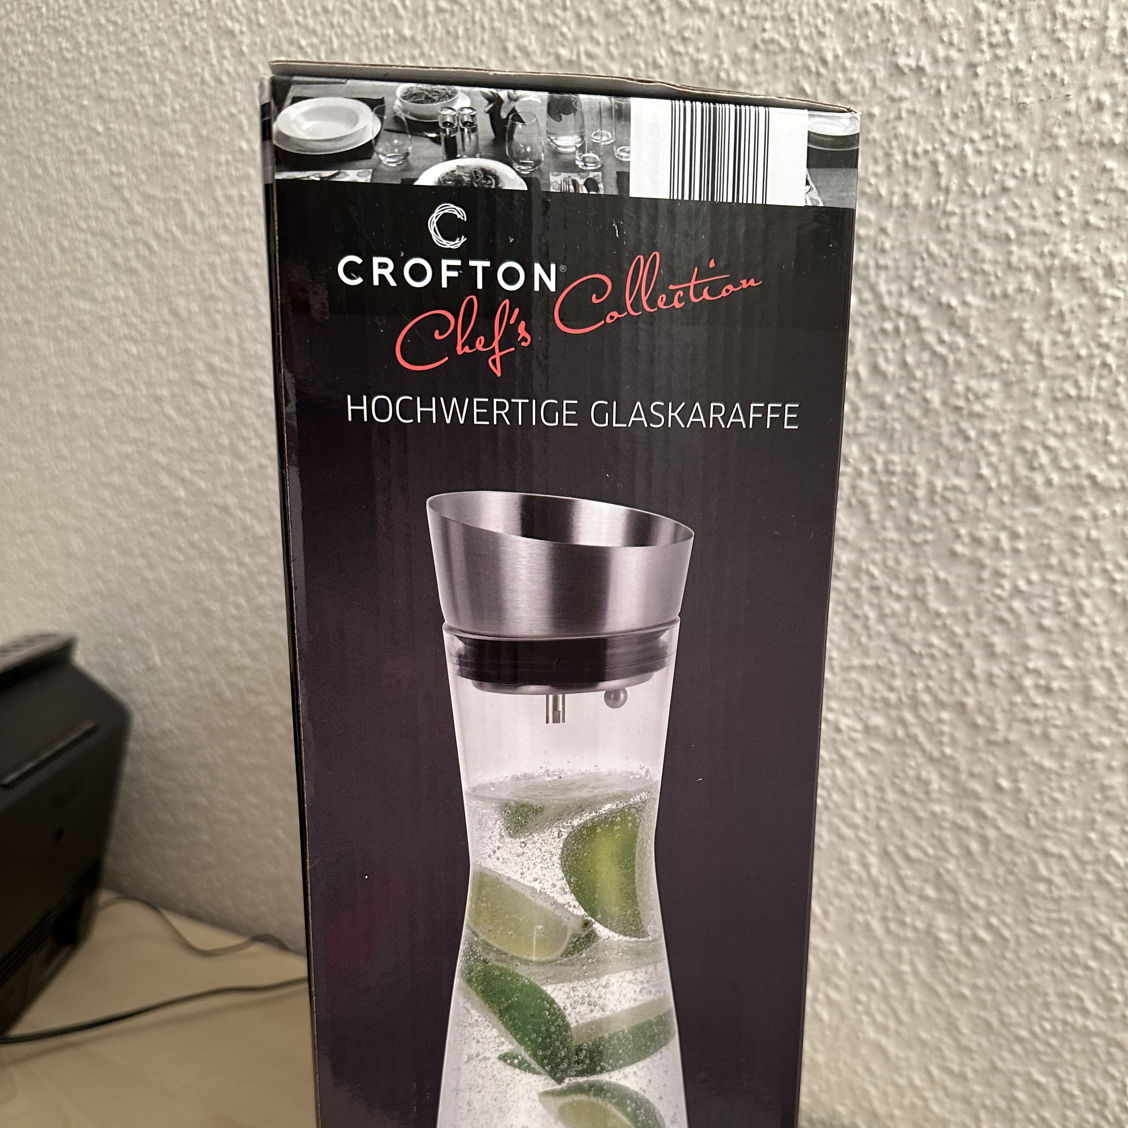 CROFTON®
Chef's Collection
HOCHWERTIGE GLASKARAFFE